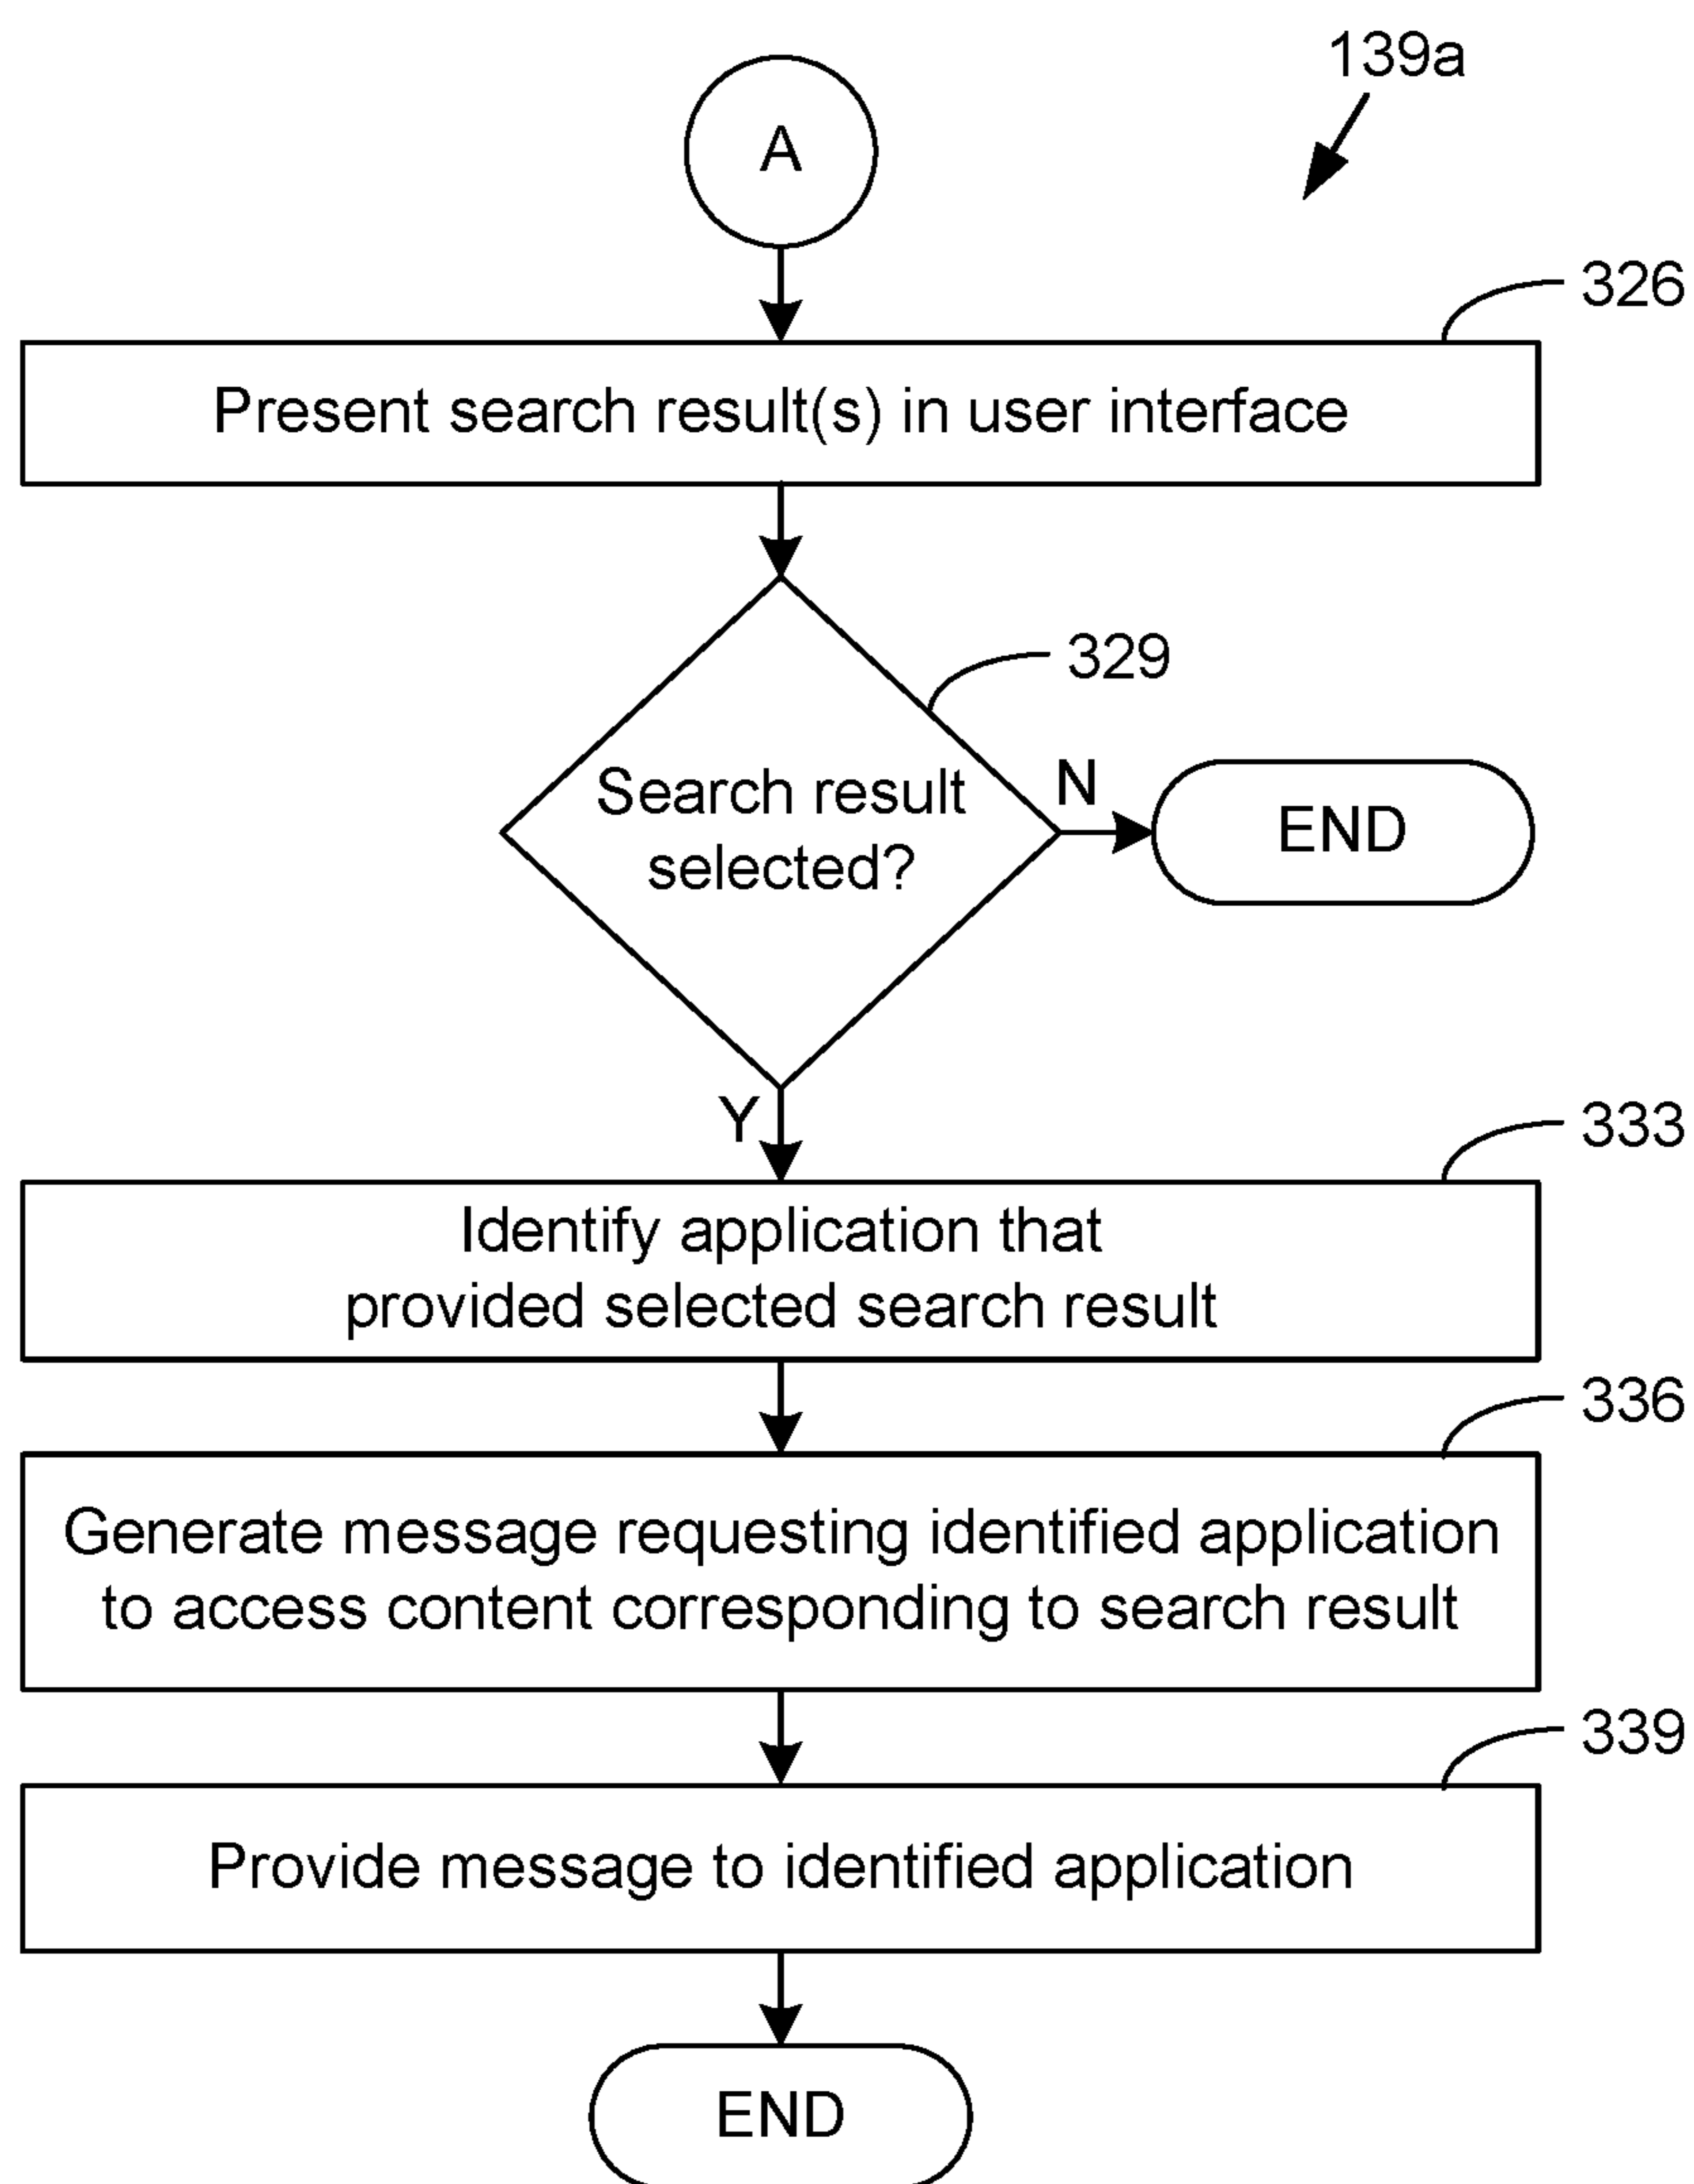 139a
A
326
Present search result(s) in user interface
329
Search result
selected?
N
END
Y
333
Identify application that
provided selected search result
336
Generate message requesting identified application
to access content corresponding to search result
339
Provide message to identified application
END